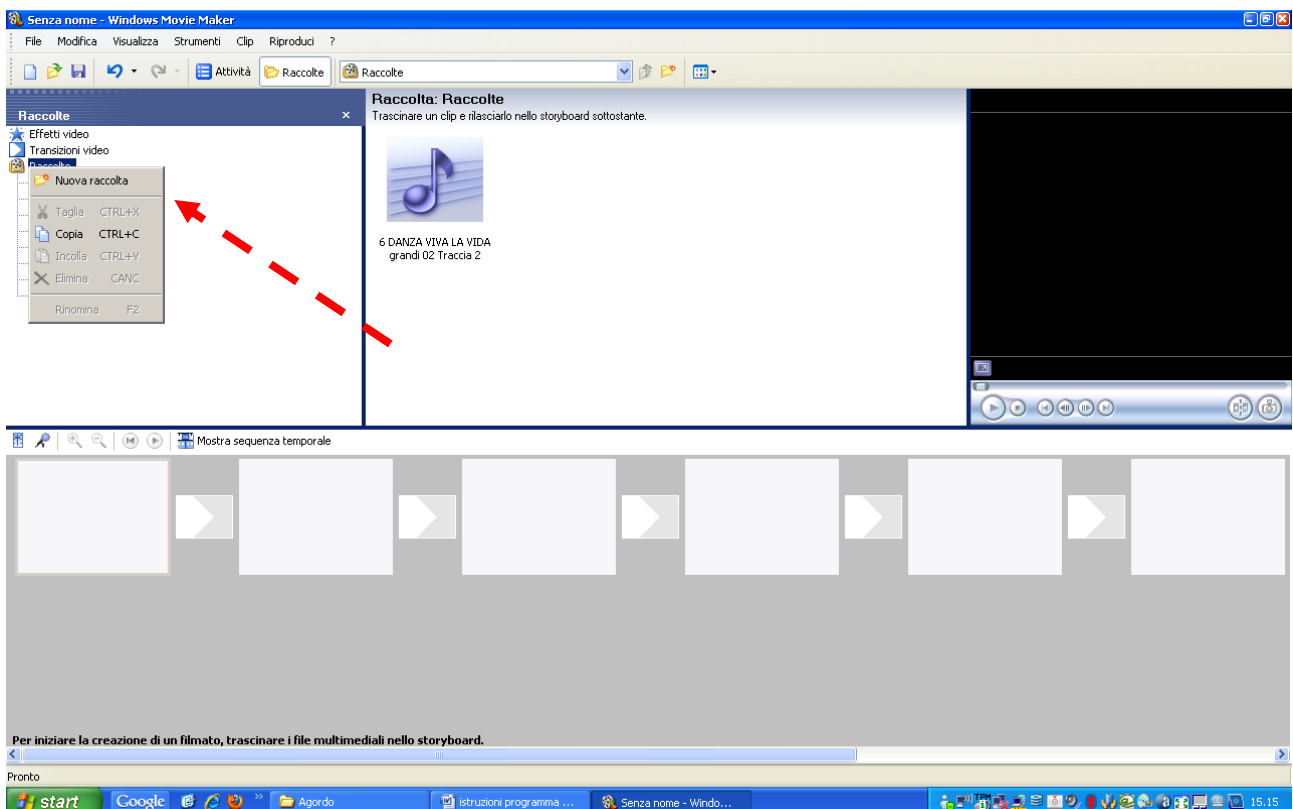 Senza nome - Windows Movie Maker
File Modifica Visualizza Strumenti Clip Riproduci ?
Attività Raccolte Raccolte
Raccolte
Effetti video
Transizioni video
Raccolte
Nuova raccolta
Taglia CTRL+X
Copia CTRL+C
Incolla CTRL+V
Elimina CANC
Rinomina F2
Raccolta: Raccolte
Trascinare un clip e rilasciarlo nello storyboard sottostante.
6 DANZA VIVA LA VIDA
grandi 02 Traccia 2
Mostra sequenza temporale
Per iniziare la creazione di un filmato, trascinare i file multimediali nello storyboard.
Pronto
start Google » Agordo istruzioni programma ... Senza nome - Windo... 15.15